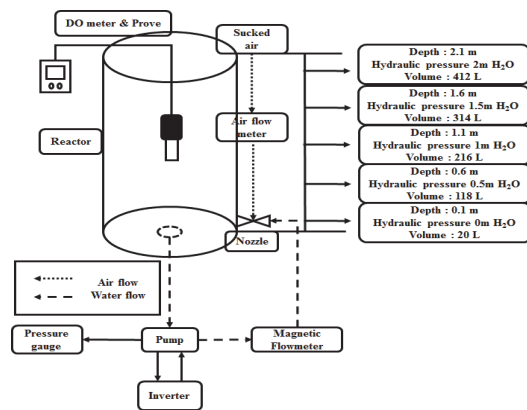 DO meter & Prove
Sucked
air
Depth : 2.1 m
Hydraulic pressure 2m H₂O
Volume : 412 L
Depth : 1.6 m
Hydraulic pressure 1.5m H₂O
Volume : 314 L
Reactor
Air flow
meter
Depth : 1.1 m
Hydraulic pressure 1m H₂O
Volume : 216 L
Depth : 0.6 m
Hydraulic pressure 0.5m H₂O
Volume : 118 L
Depth : 0.1 m
Hydraulic pressure 0m H₂O
Volume : 20 L
Nozzle
Air flow
Water flow
Pressure
gauge
Pump
Magnetic
Flowmeter
Inverter